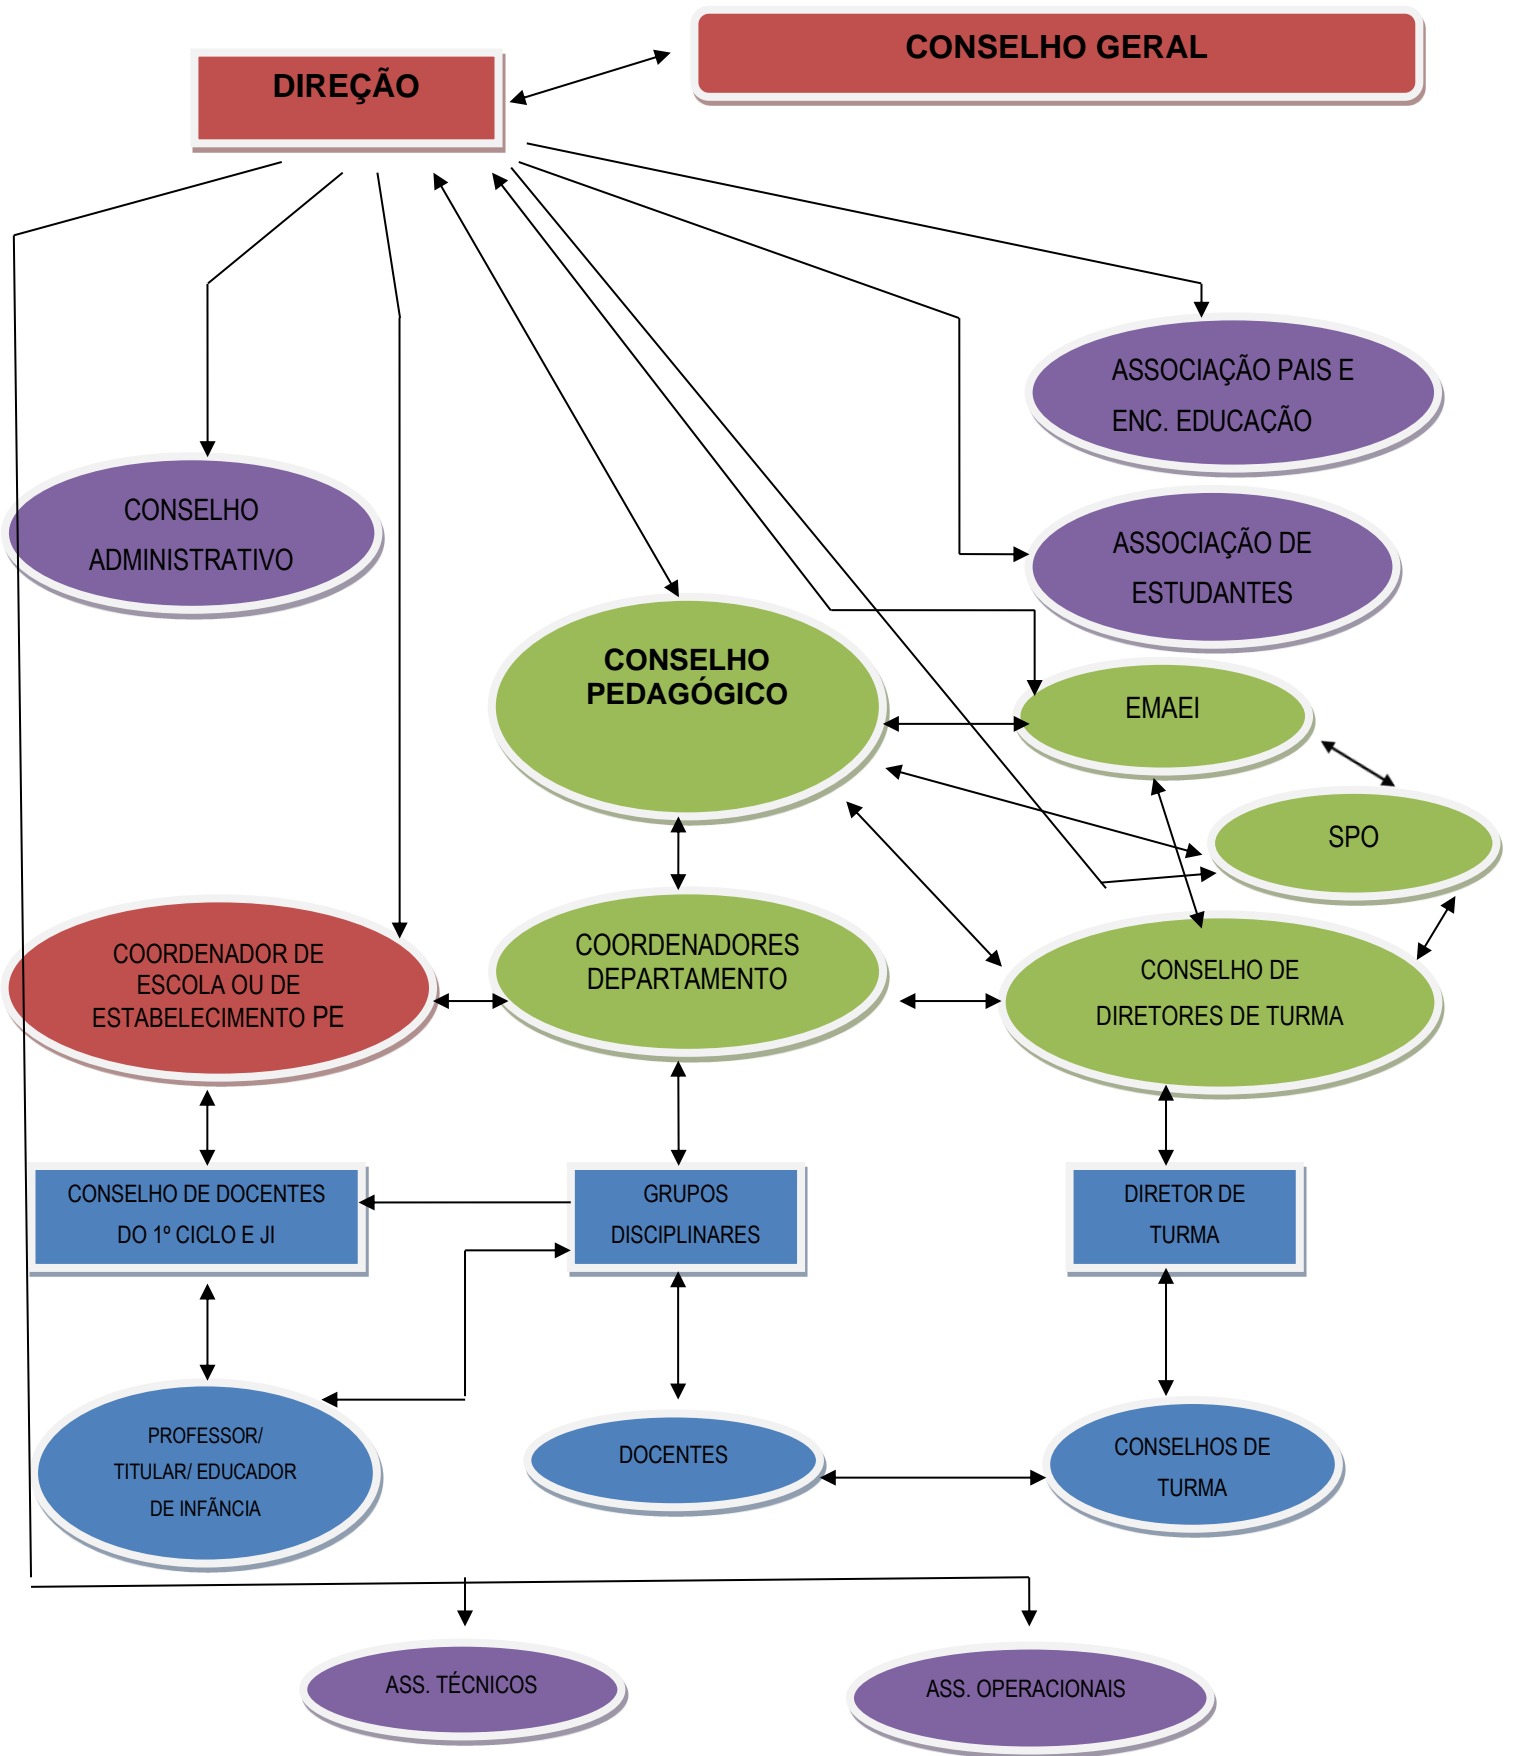 CONSELHO GERAL
DIREÇÃO
ASSOCIAÇÃO PAIS E
ENC. EDUCAÇÃO
CONSELHO
ADMINISTRATIVO
ASSOCIAÇÃO DE
ESTUDANTES
CONSELHO
PEDAGÓGICO
EMAEI
SPO
COORDENADOR DE
ESCOLA OU DE
ESTABELECIMENTO PE
COORDENADORES
DEPARTAMENTO
CONSELHO DE
DIRETORES DE TURMA
CONSELHO DE DOCENTES
DO 1º CICLO E JI
GRUPOS
DISCIPLINARES
DIRETOR DE
TURMA
PROFESSOR/
TITULAR/ EDUCADOR
DE INFÃNCIA
DOCENTES
CONSELHOS DE
TURMA
ASS. TÉCNICOS
ASS. OPERACIONAIS